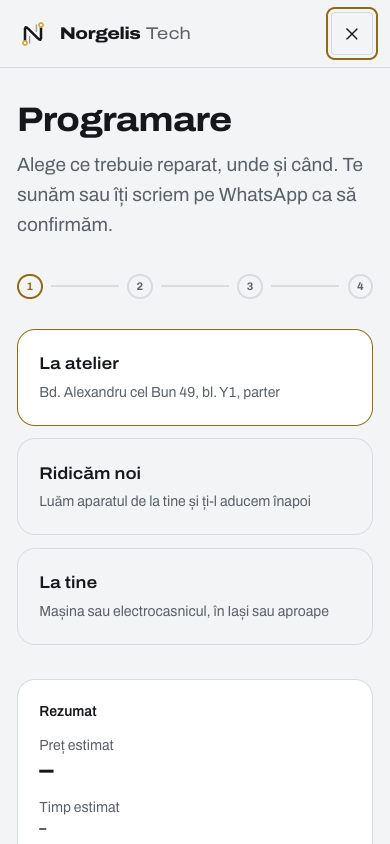 Norgelis Tech
Programare
Alege ce trebuie reparat, unde și când. Te
sunăm sau îți scriem pe WhatsApp ca să
confirmăm.
1 2 3 4
La atelier
Bd. Alexandru cel Bun 49, bl. Y1, parter
Ridicăm noi
Luăm aparatul de la tine și ți-l aducem înapoi
La tine
Mașina sau electrocasnicul, în Iași sau aproape
Rezumat
Preț estimat
–
Timp estimat
–